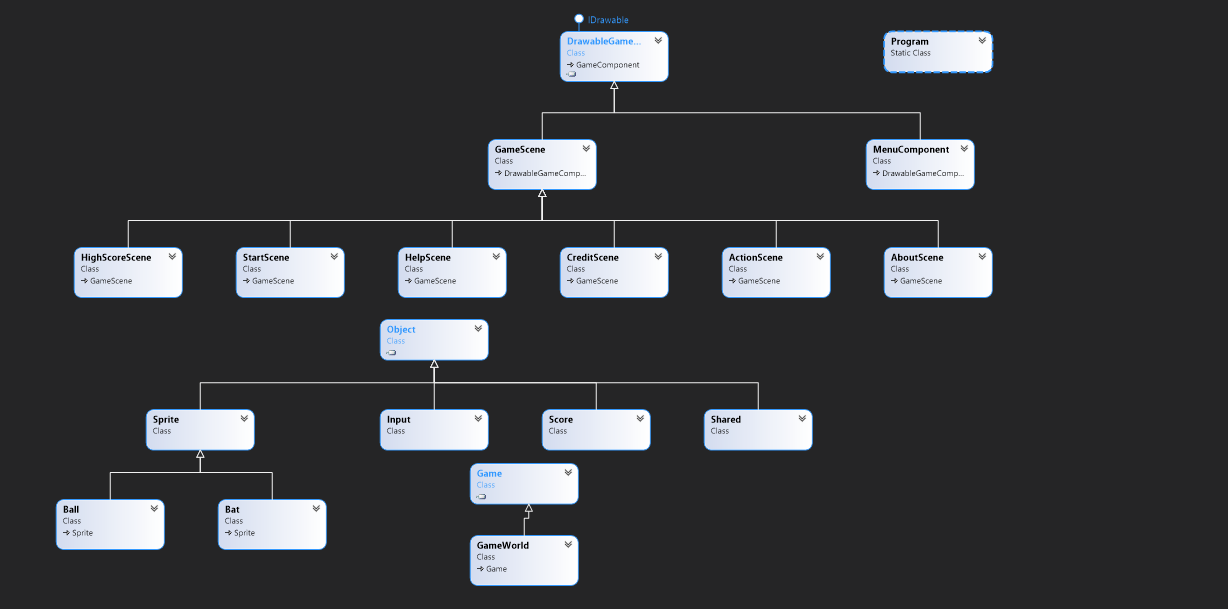 IDrawable
DrawableGame...
Class
GameComponent
Program
Static Class
GameScene
Class
DrawableGameComp...
MenuComponent
Class
DrawableGameComp...
HighScoreScene
Class
GameScene
StartScene
Class
GameScene
HelpScene
Class
GameScene
CreditScene
Class
GameScene
ActionScene
Class
GameScene
AboutScene
Class
GameScene
Object
Class
Sprite
Class
Input
Class
Score
Class
Shared
Class
Game
Class
Ball
Class
Sprite
Bat
Class
Sprite
GameWorld
Class
Game